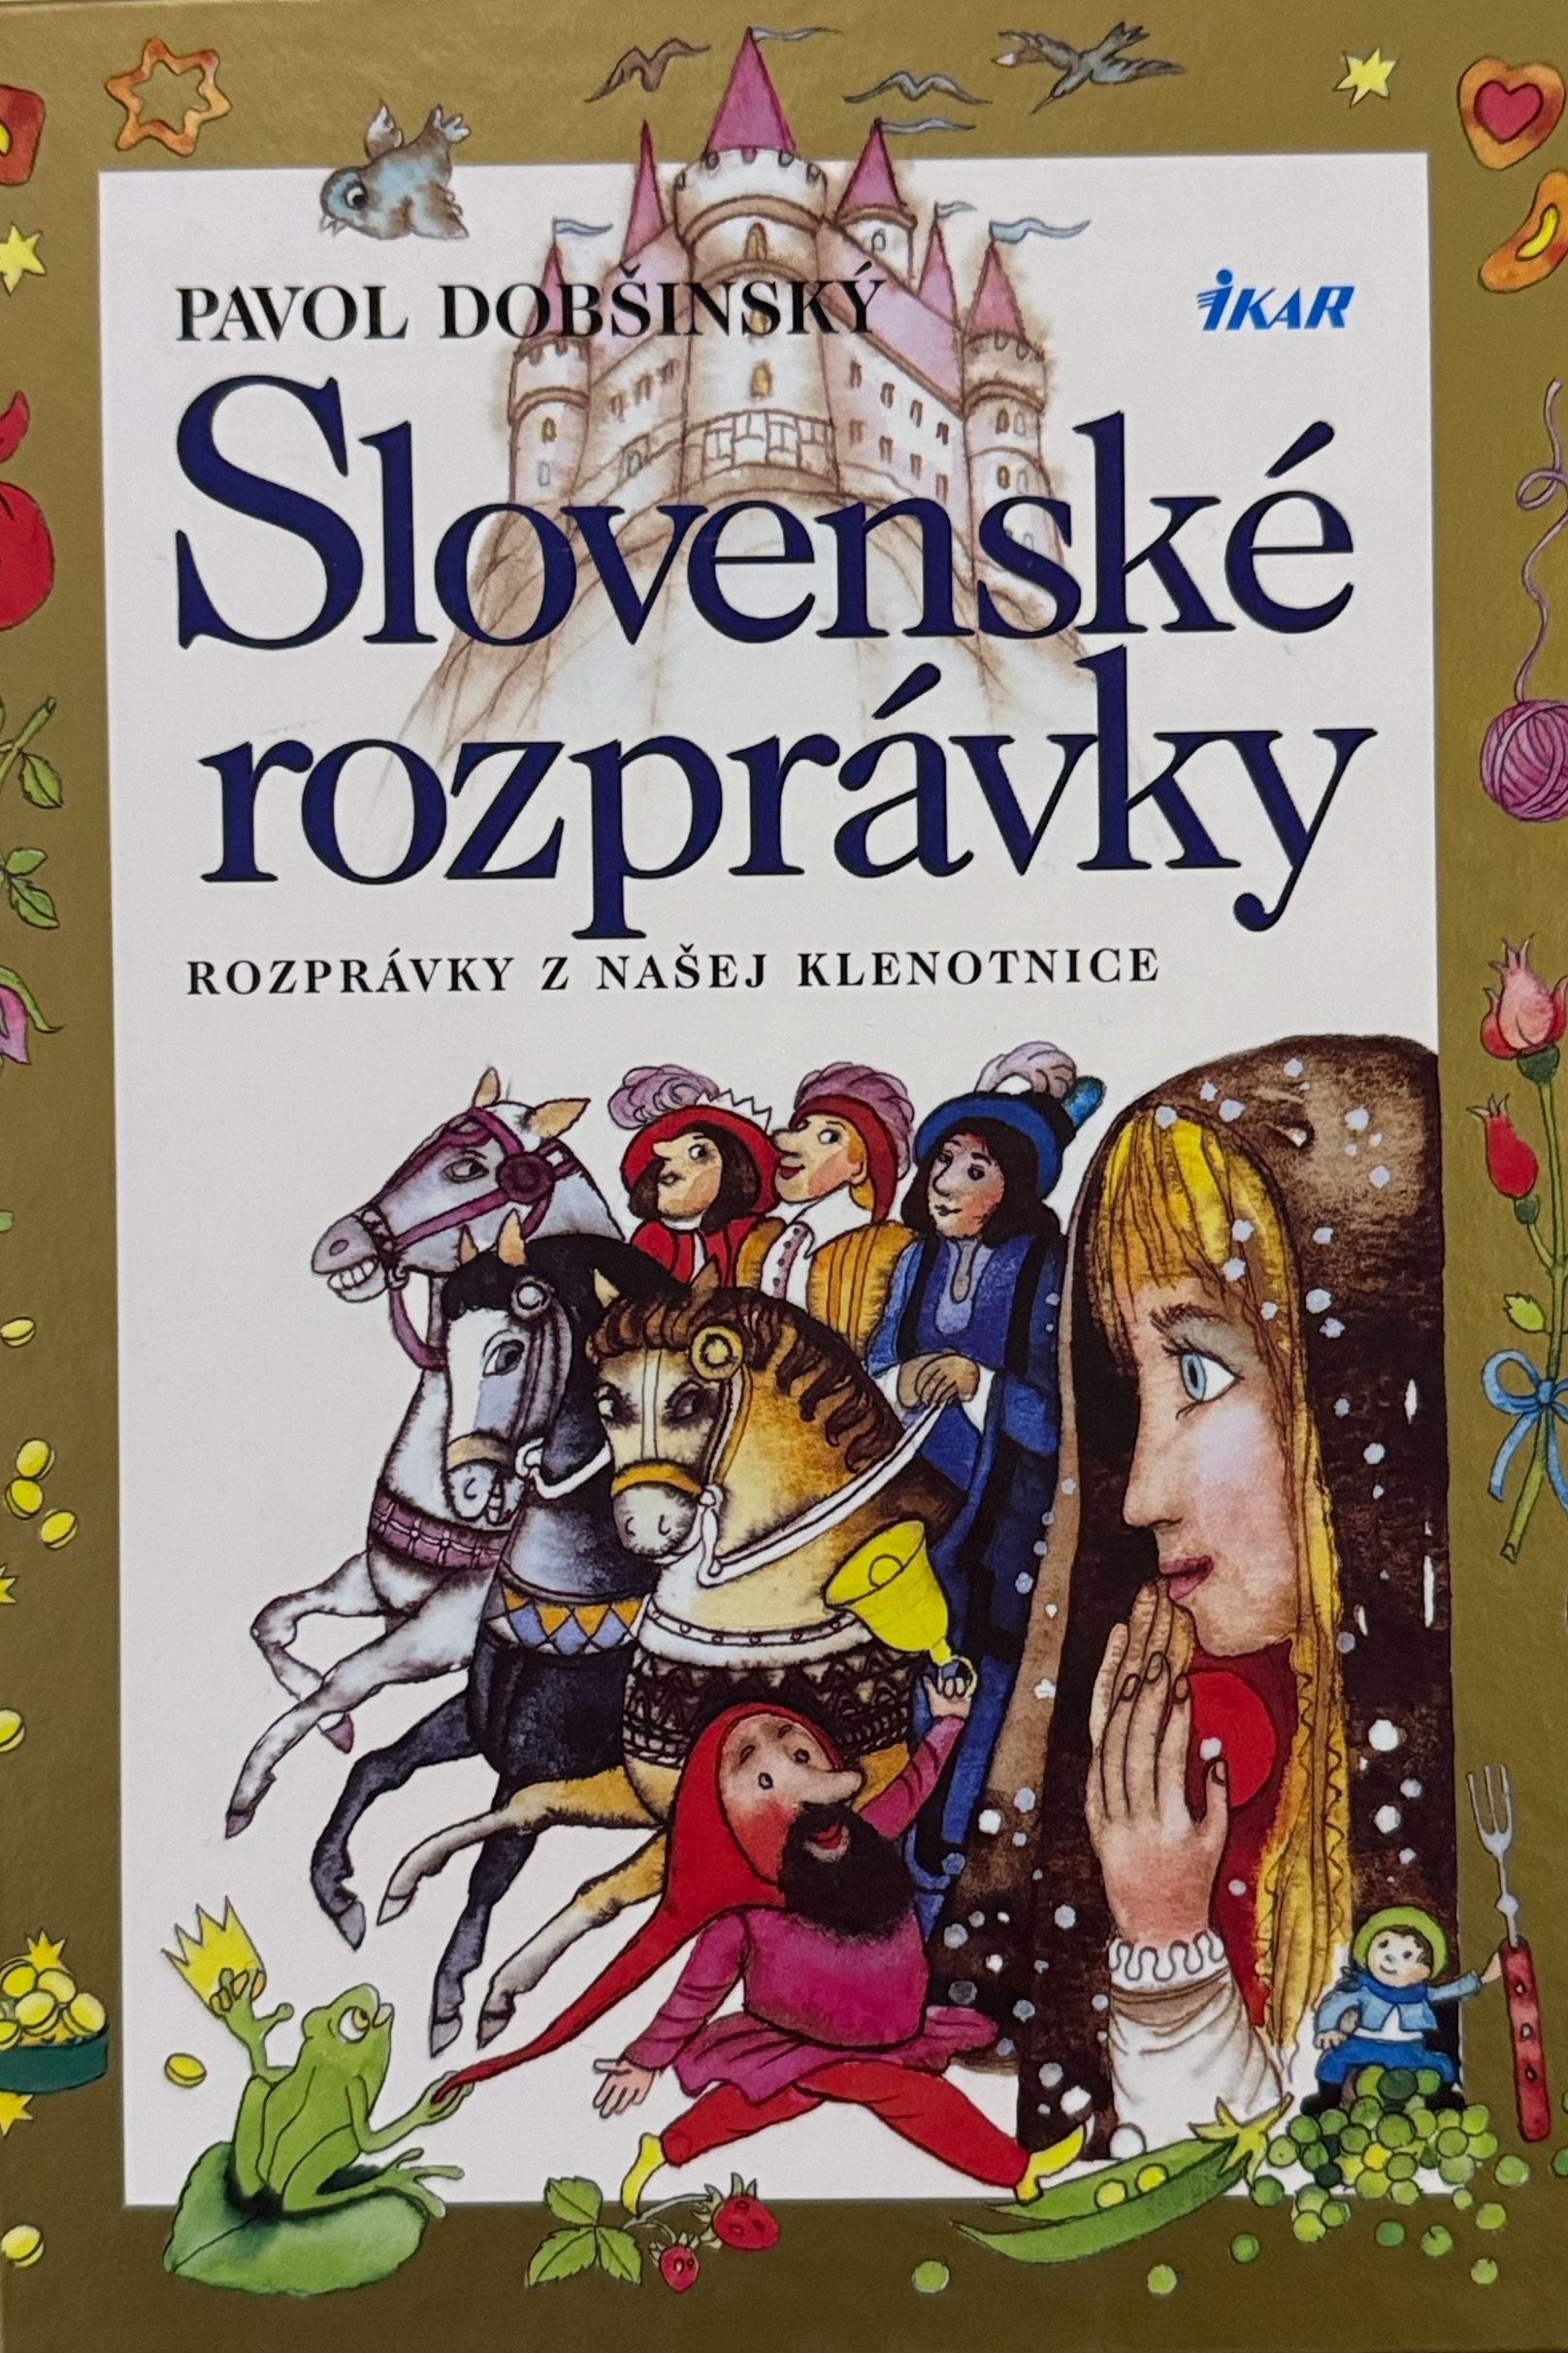 PAVOL DOBŠINSKÝ
IKAR
Slovenské
rozprávky
ROZPRÁVKY Z NAŠEJ KLENOTNICE